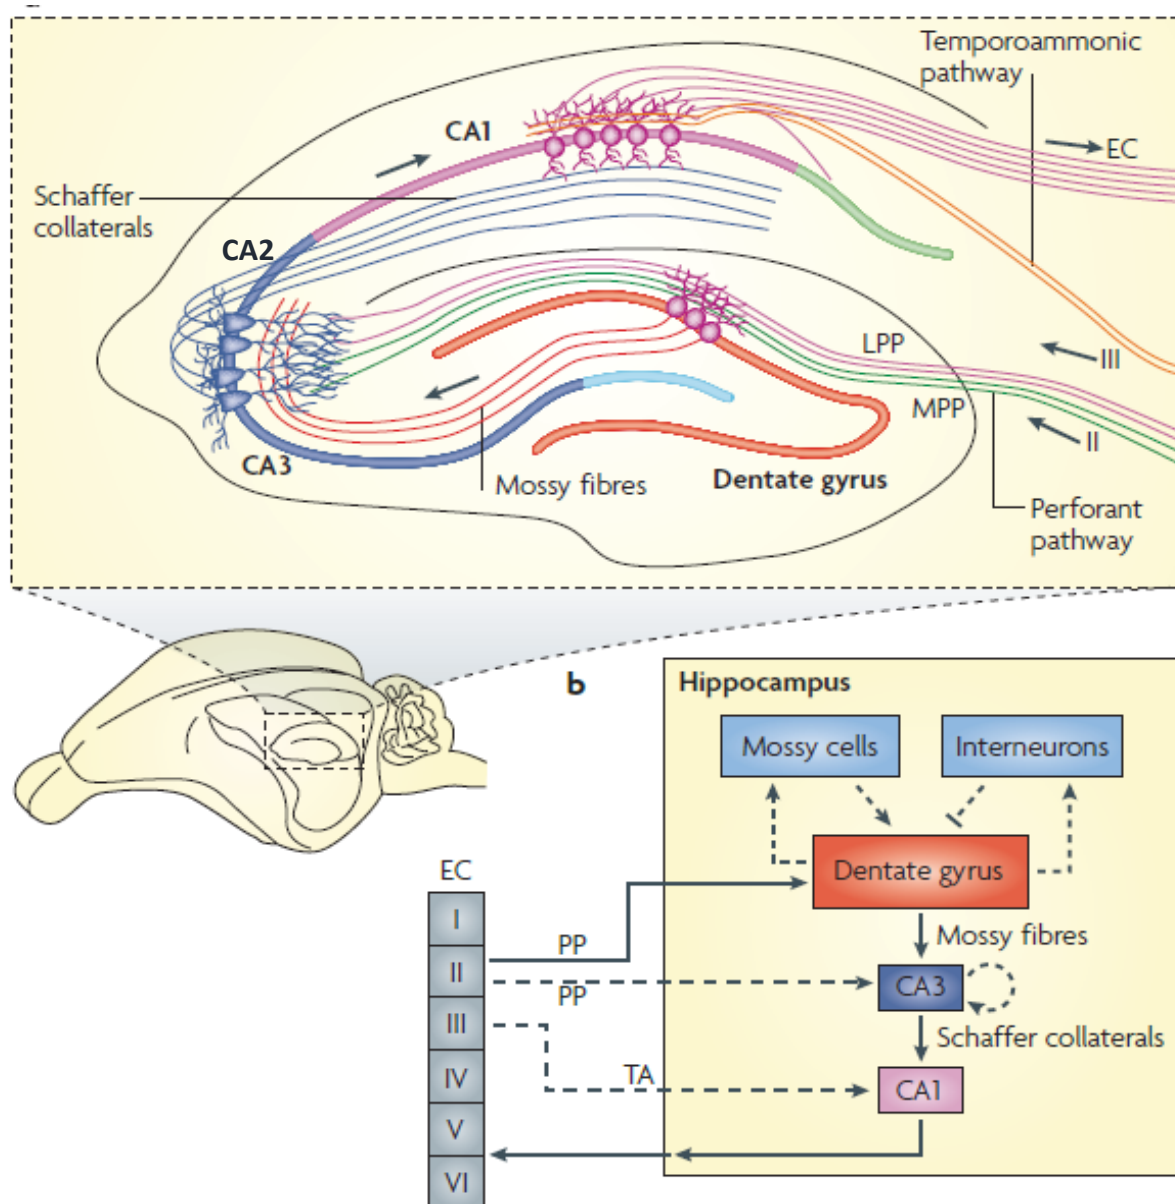 Temporoammonic
pathway
CA1
EC
Schaffer
collaterals
CA2
LPP
III
MPP
II
CA3
Mossy fibres
Dentate gyrus
Perforant
pathway
b
Hippocampus
Mossy cells
Interneurons
EC
Dentate gyrus
I
PP
Mossy fibres
II
CA3
PP
III
Schaffer collaterals
IV
TA
CA1
V
VI